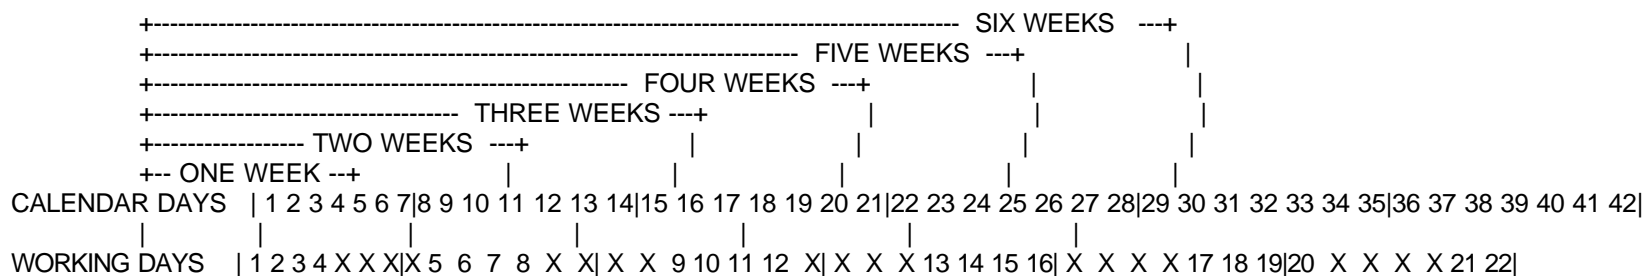 +------------------------------------------------------------------------------------------------- SIX WEEKS ---+
+------------------------------------------------------------------------------ FIVE WEEKS ---+ |
+---------------------------------------------------------- FOUR WEEKS ---+ | |
+------------------------------------- THREE WEEKS ---+ | | |
+------------------ TWO WEEKS ---+ | | | |
+-- ONE WEEK --+ | | | | |
CALENDAR DAYS | 1 2 3 4 5 6 7|8 9 10 11 12 13 14|15 16 17 18 19 20 21|22 23 24 25 26 27 28|29 30 31 32 33 34 35|36 37 38 39 40 41 42|
| | | | | | |
WORKING DAYS | 1 2 3 4 X X X|X 5 6 7 8 X X| X X 9 10 11 12 X| X X X 13 14 15 16| X X X X 17 18 19|20 X X X X 21 22|